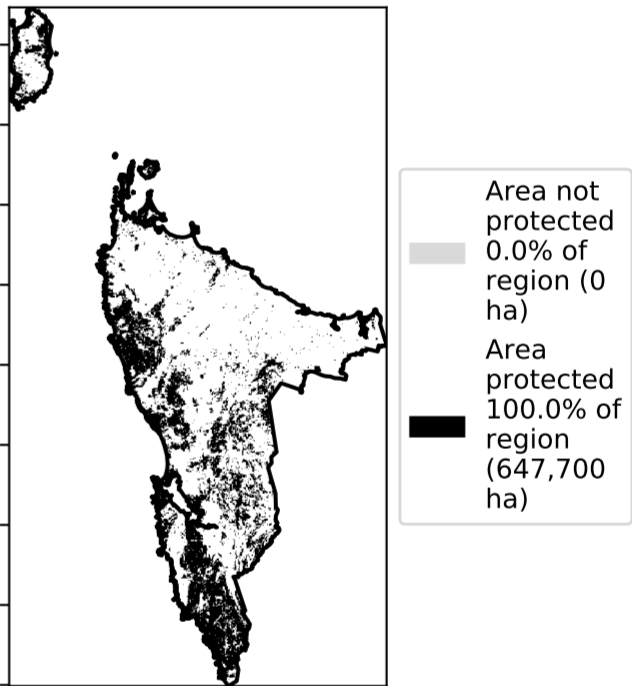 Area not
protected
0.0% of
region (0
ha)
Area
protected
100.0% of
region
(647,700
ha)